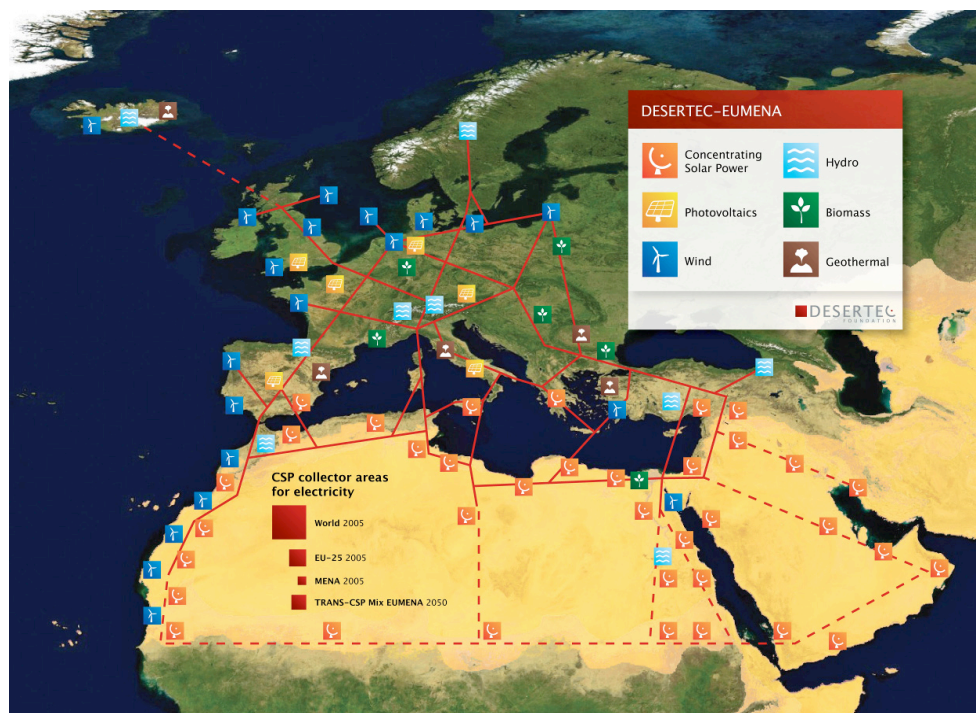 DESERTEC-EUMENA
Concentrating
Solar Power
Hydro
Photovoltaics
Biomass
Wind
Geothermal
DESERTEC
FOUNDATION
CSP collector areas
for electricity
World 2005
EU-25 2005
MENA 2005
TRANS-CSP Mix EUMENA 2050